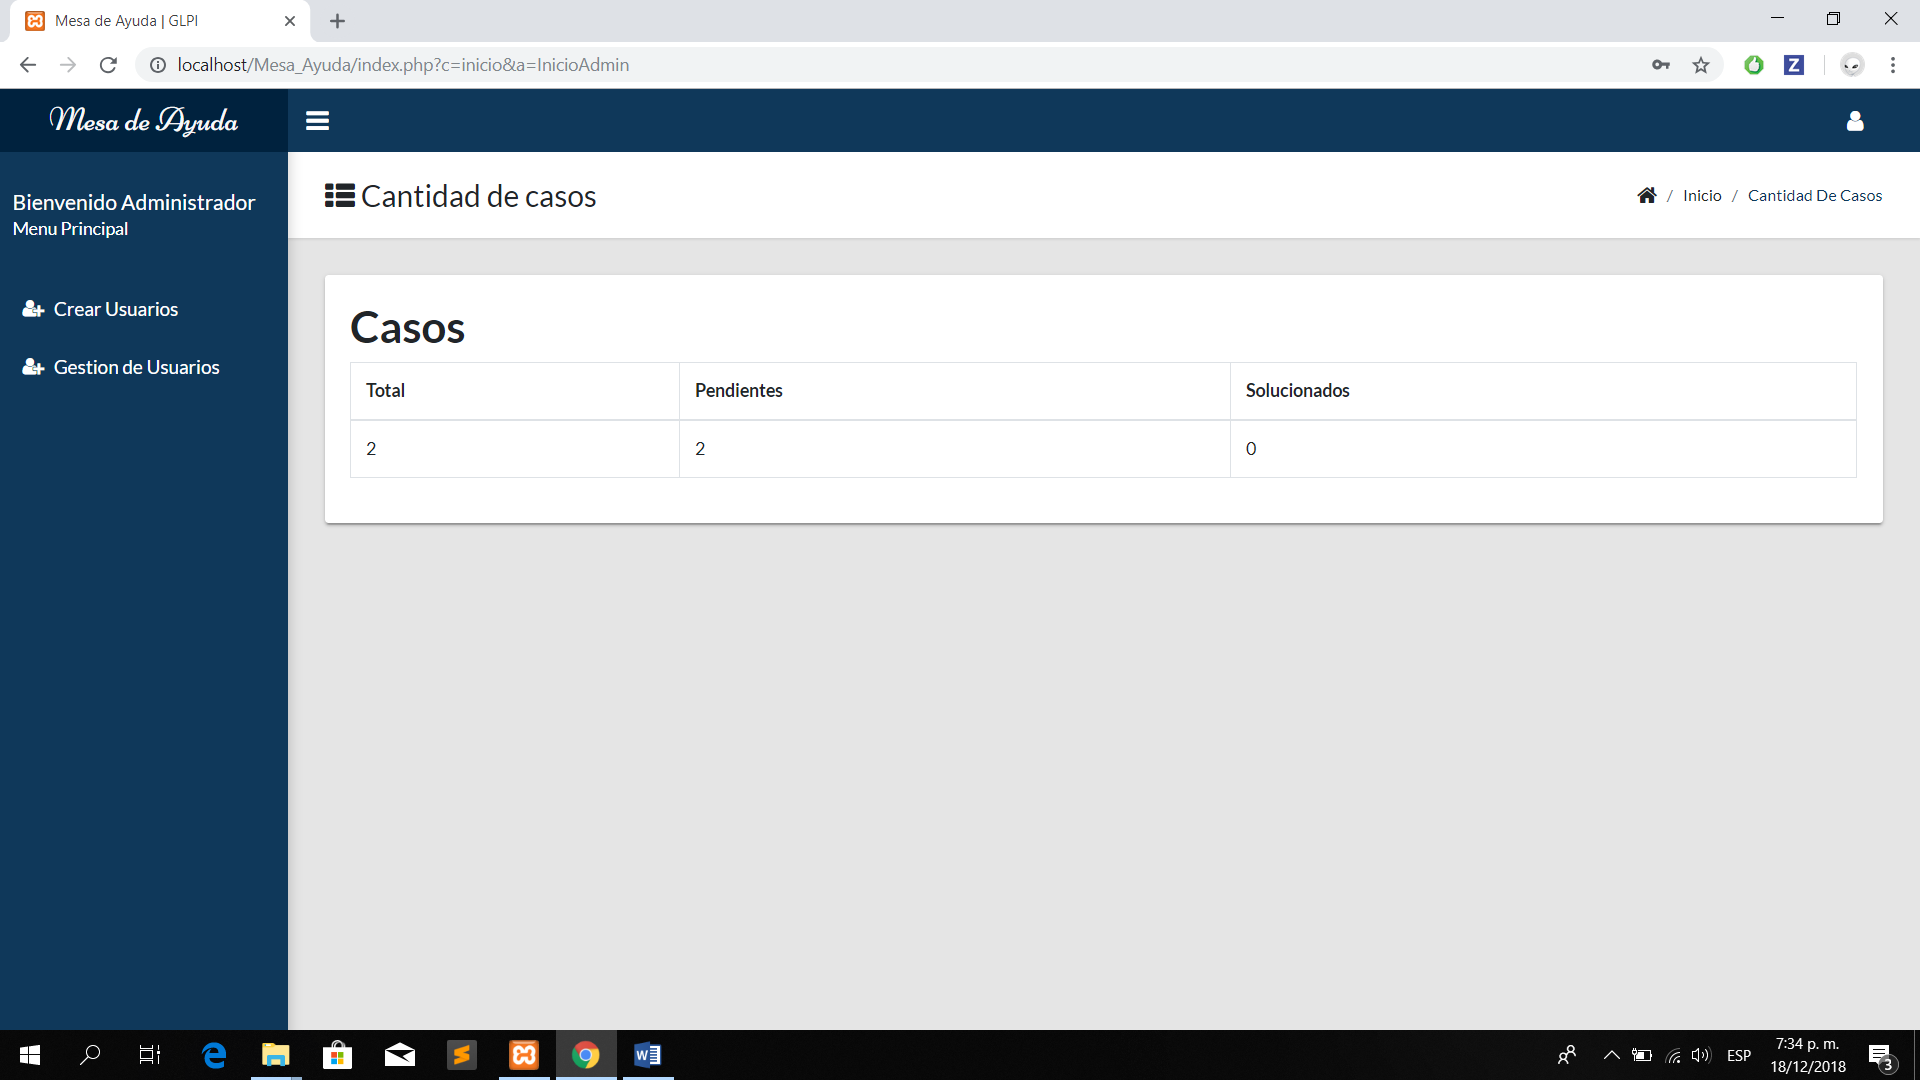 Mesa de Ayuda | GLPI
localhost/Mesa_Ayuda/index.php?c=inicio&a=InicioAdmin
Z
Mesa de Ayuda
Bienvenido Administrador
Menu Principal
Crear Usuarios
Gestion de Usuarios
Cantidad de casos
/ Inicio / Cantidad De Casos
Casos
Total Pendientes Solucionados
2 2 0
ESP
7:34 p. m.
18/12/2018
3